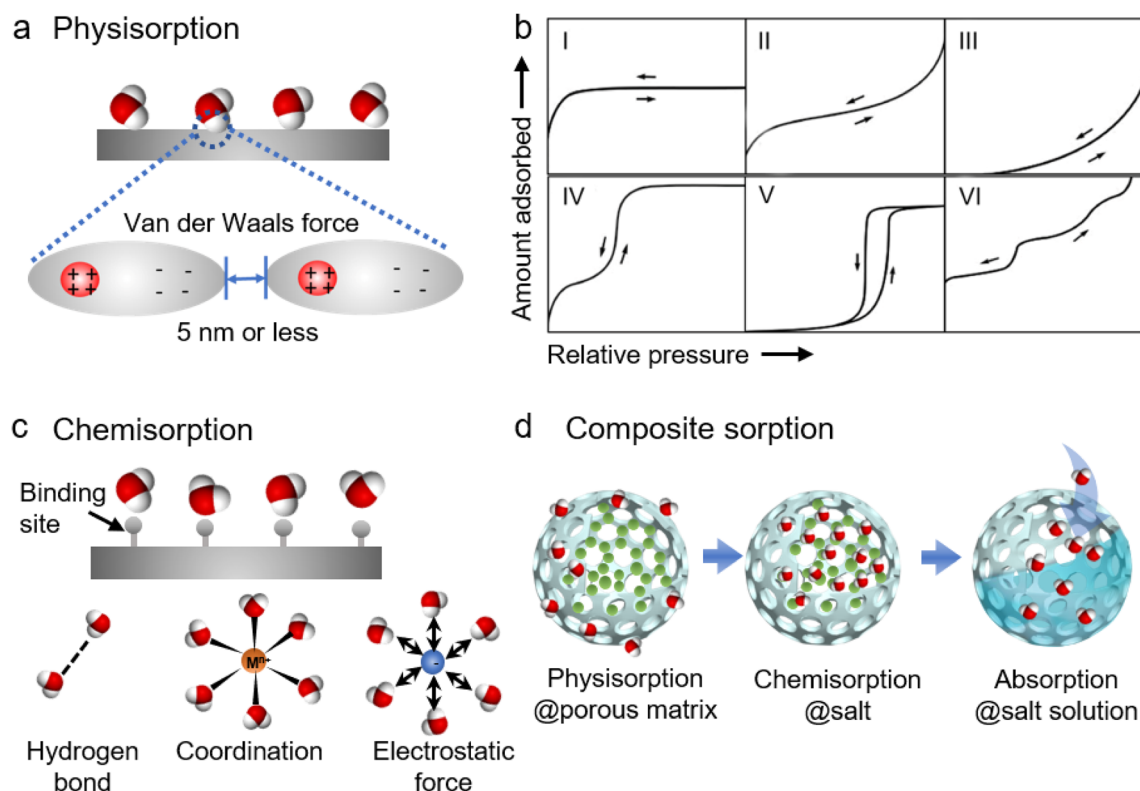 a Physisorption
Van der Waals force
+ +
+ +
- -
- -
+ +
+ +
- -
- -
5 nm or less
b
Amount adsorbed
I
II
III
IV
V
VI
Relative pressure
c Chemisorption
Binding
site
Mⁿ⁺
-
Hydrogen
bond
Coordination
Electrostatic
force
d Composite sorption
Physisorption
@porous matrix
Chemisorption
@salt
Absorption
@salt solution